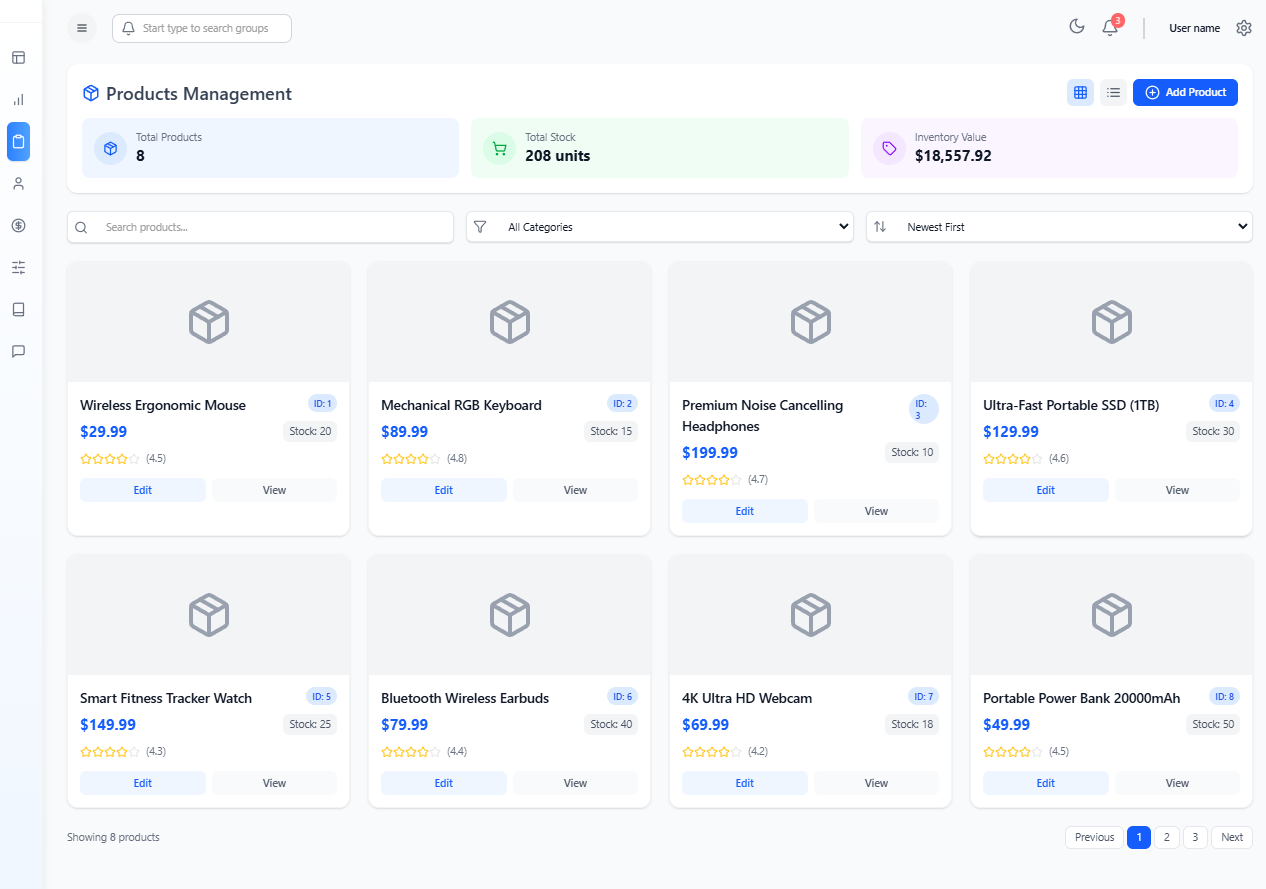 Start type to search groups
3
User name
Products Management
Add Product
Total Products
8
Total Stock
208 units
Inventory Value
$18,557.92
Search products...
All Categories
Newest First
Wireless Ergonomic Mouse
ID: 1
$29.99
Stock: 20
(4.5)
Edit
View
Mechanical RGB Keyboard
ID: 2
$89.99
Stock: 15
(4.8)
Edit
View
Premium Noise Cancelling
Headphones
ID:
3
$199.99
Stock: 10
(4.7)
Edit
View
Ultra-Fast Portable SSD (1TB)
ID: 4
$129.99
Stock: 30
(4.6)
Edit
View
Smart Fitness Tracker Watch
ID: 5
$149.99
Stock: 25
(4.3)
Edit
View
Bluetooth Wireless Earbuds
ID: 6
$79.99
Stock: 40
(4.4)
Edit
View
4K Ultra HD Webcam
ID: 7
$69.99
Stock: 18
(4.2)
Edit
View
Portable Power Bank 20000mAh
ID: 8
$49.99
Stock: 50
(4.5)
Edit
View
Showing 8 products
Previous
1
2
3
Next